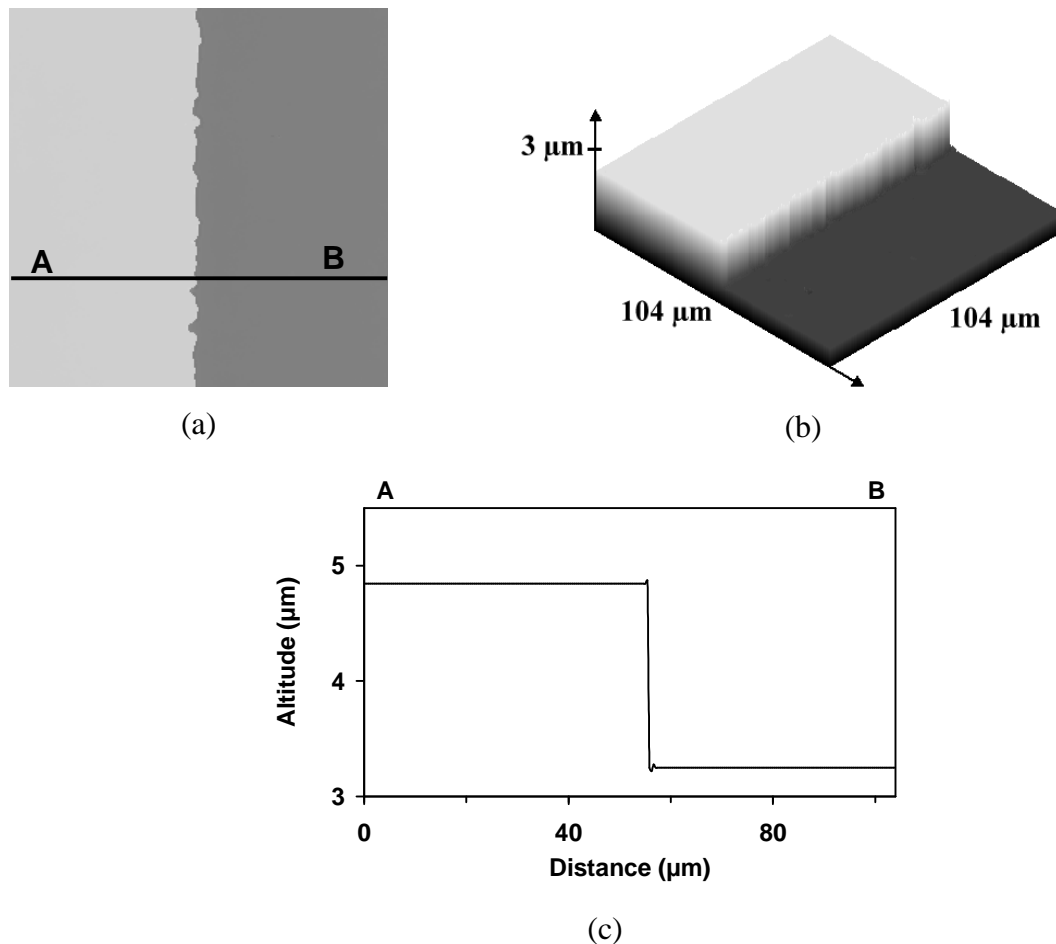 A B
(a)
3 µm
104 µm 104 µm
(b)
A B
5
4
3
Altitude (µm)
0 40 80
Distance (µm)
(c)